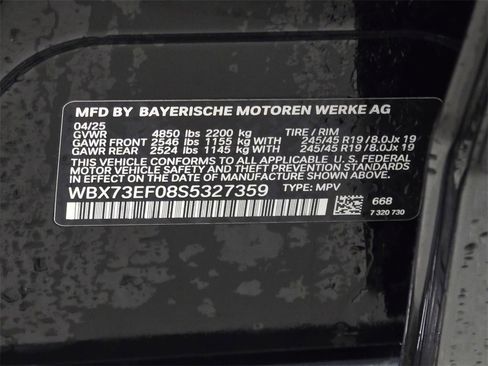 MFD BY BAYERISCHE MOTOREN WERKE AG
04/25
GVWR 4850 lbs 2200 kg TIRE / RIM
GAWR FRONT 2546 lbs 1155 kg WITH 245/45 R19 / 8.0Jx 19
GAWR REAR 2524 lbs 1145 kg WITH 245/45 R19 / 8.0Jx 19
THIS VEHICLE CONFORMS TO ALL APPLICABLE U. S. FEDERAL
MOTOR VEHICLE SAFETY AND THEFT PREVENTION STANDARDS
IN EFFECT ON THE DATE OF MANUFACTURE SHOWN ABOVE.
WBX73EF08S5327359 TYPE: MPV
668
7 320 730